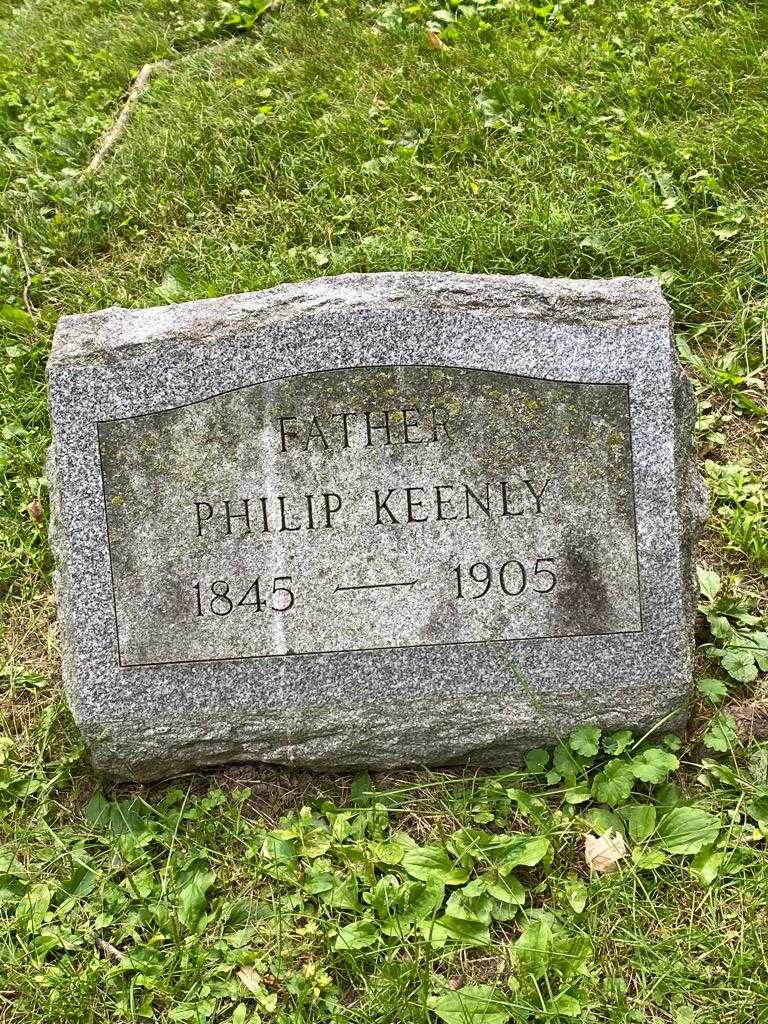 FATHER
PHILIP KEENLY
1845 — 1905